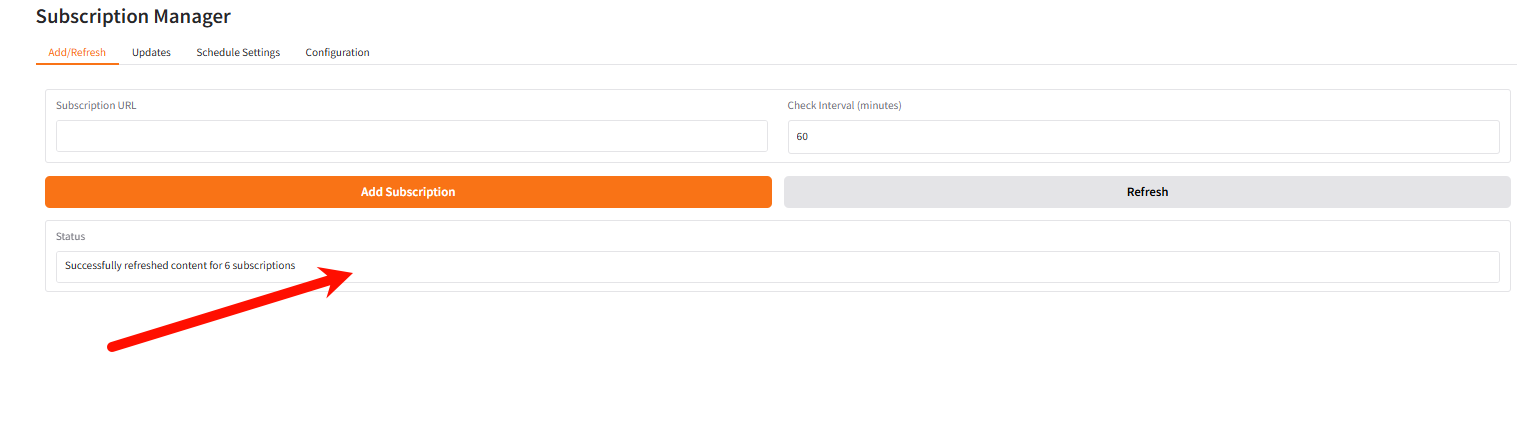 Subscription Manager
Add/Refresh Updates Schedule Settings Configuration
Subscription URL Check Interval (minutes)
60
Add Subscription Refresh
Status
Successfully refreshed content for 6 subscriptions